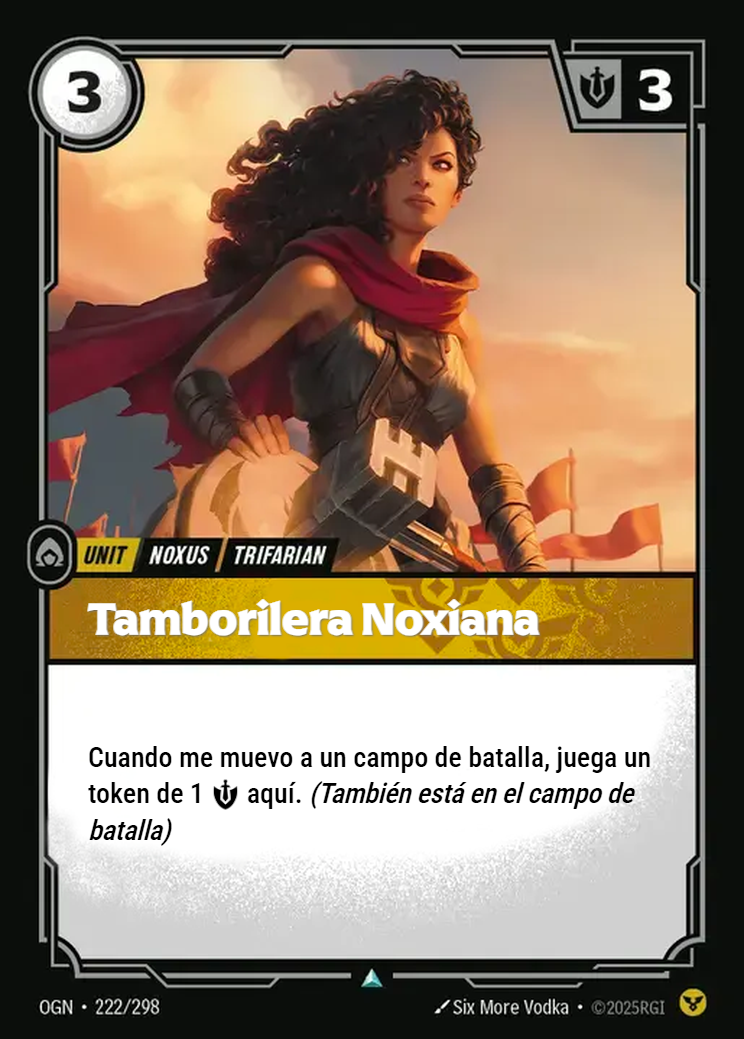 3
3
UNIT
NOXUS
TRIFARIAN
Tamborilera Noxiana
Cuando me muevo a un campo de batalla, juega un
token de 1 aquí. (También está en el campo de
batalla)
OGN • 222/298
Six More Vodka • ©2025RGI